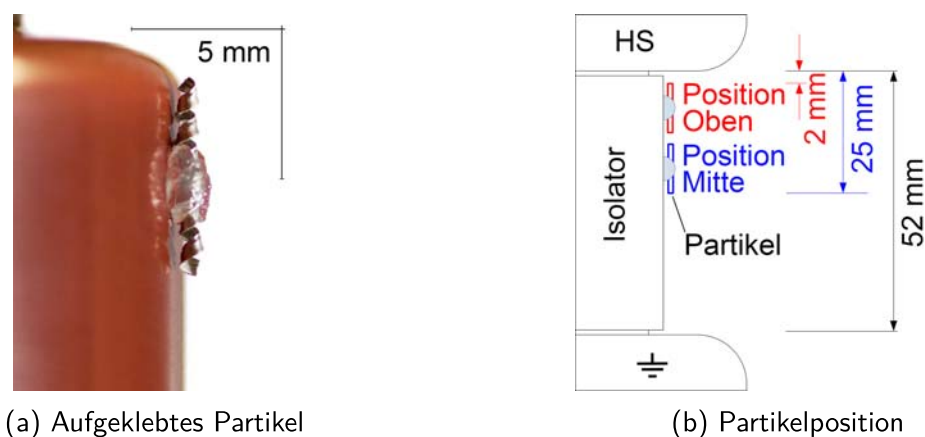 5 mm
HS
Position
Oben
Position
Mitte
Partikel
Isolator
2 mm
25 mm
52 mm
(a) Aufgeklebtes Partikel
(b) Partikelposition